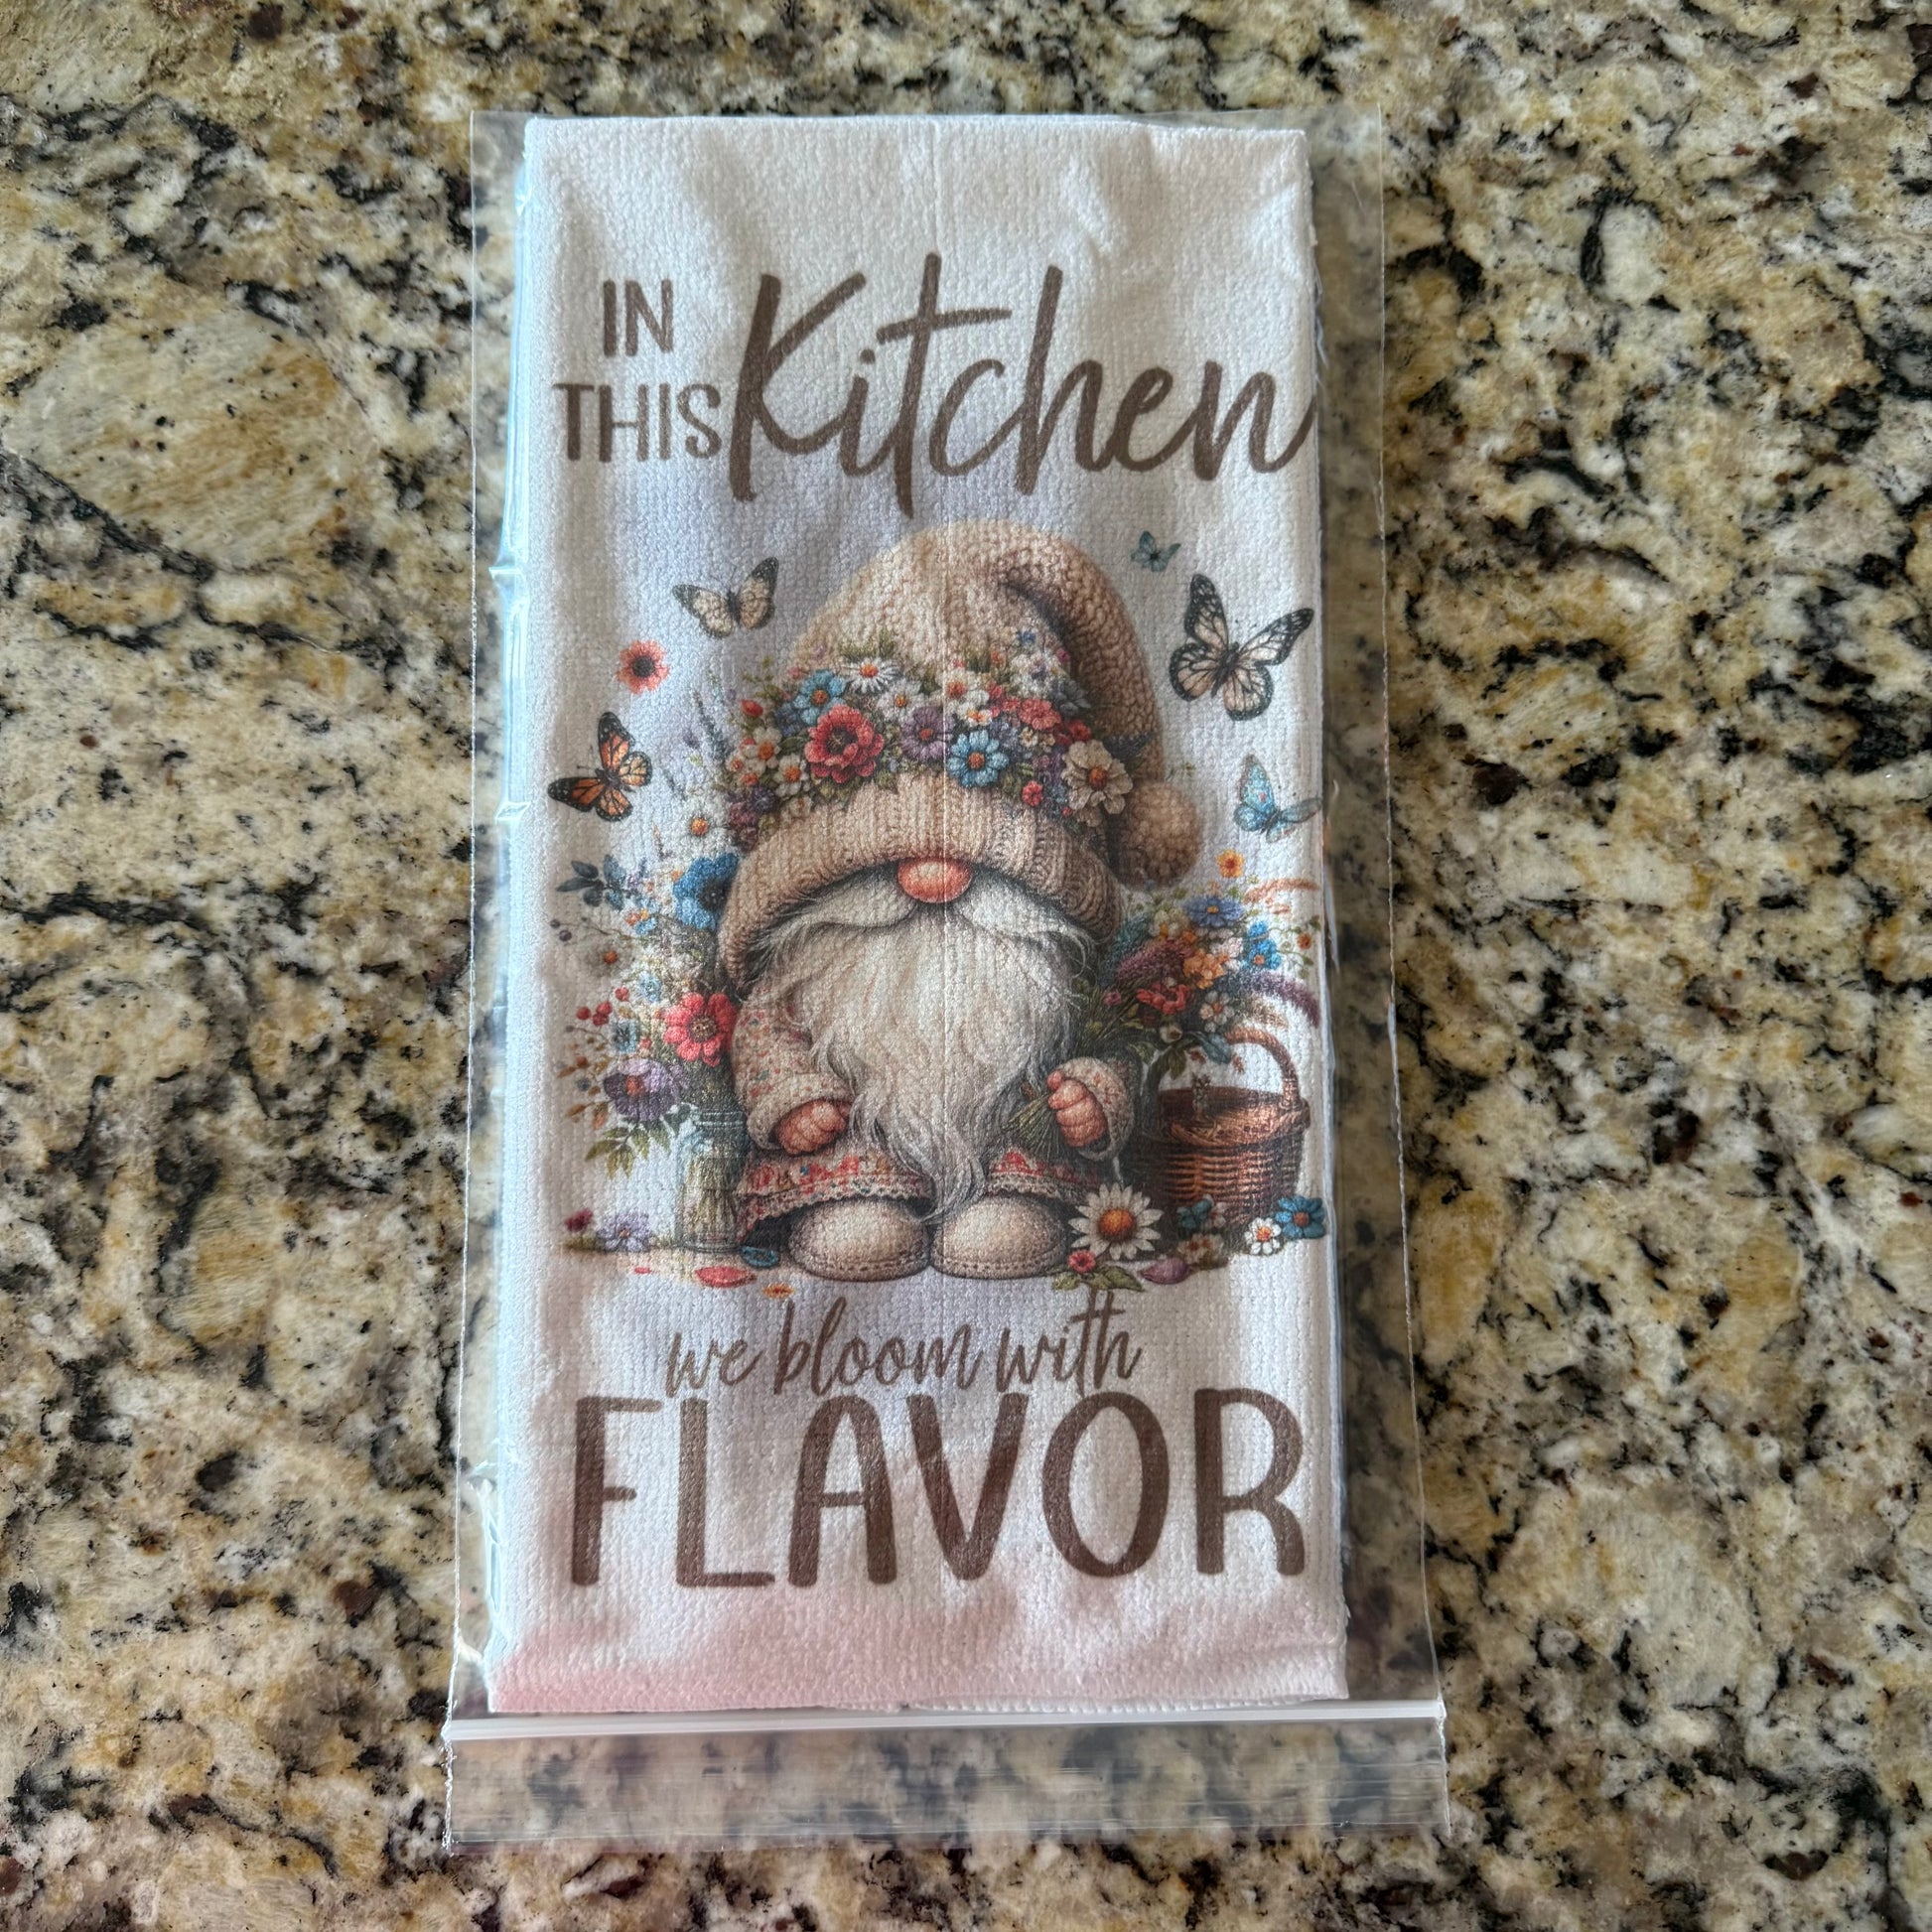 IN
THIS Kitchen
we bloom with
FLAVOR